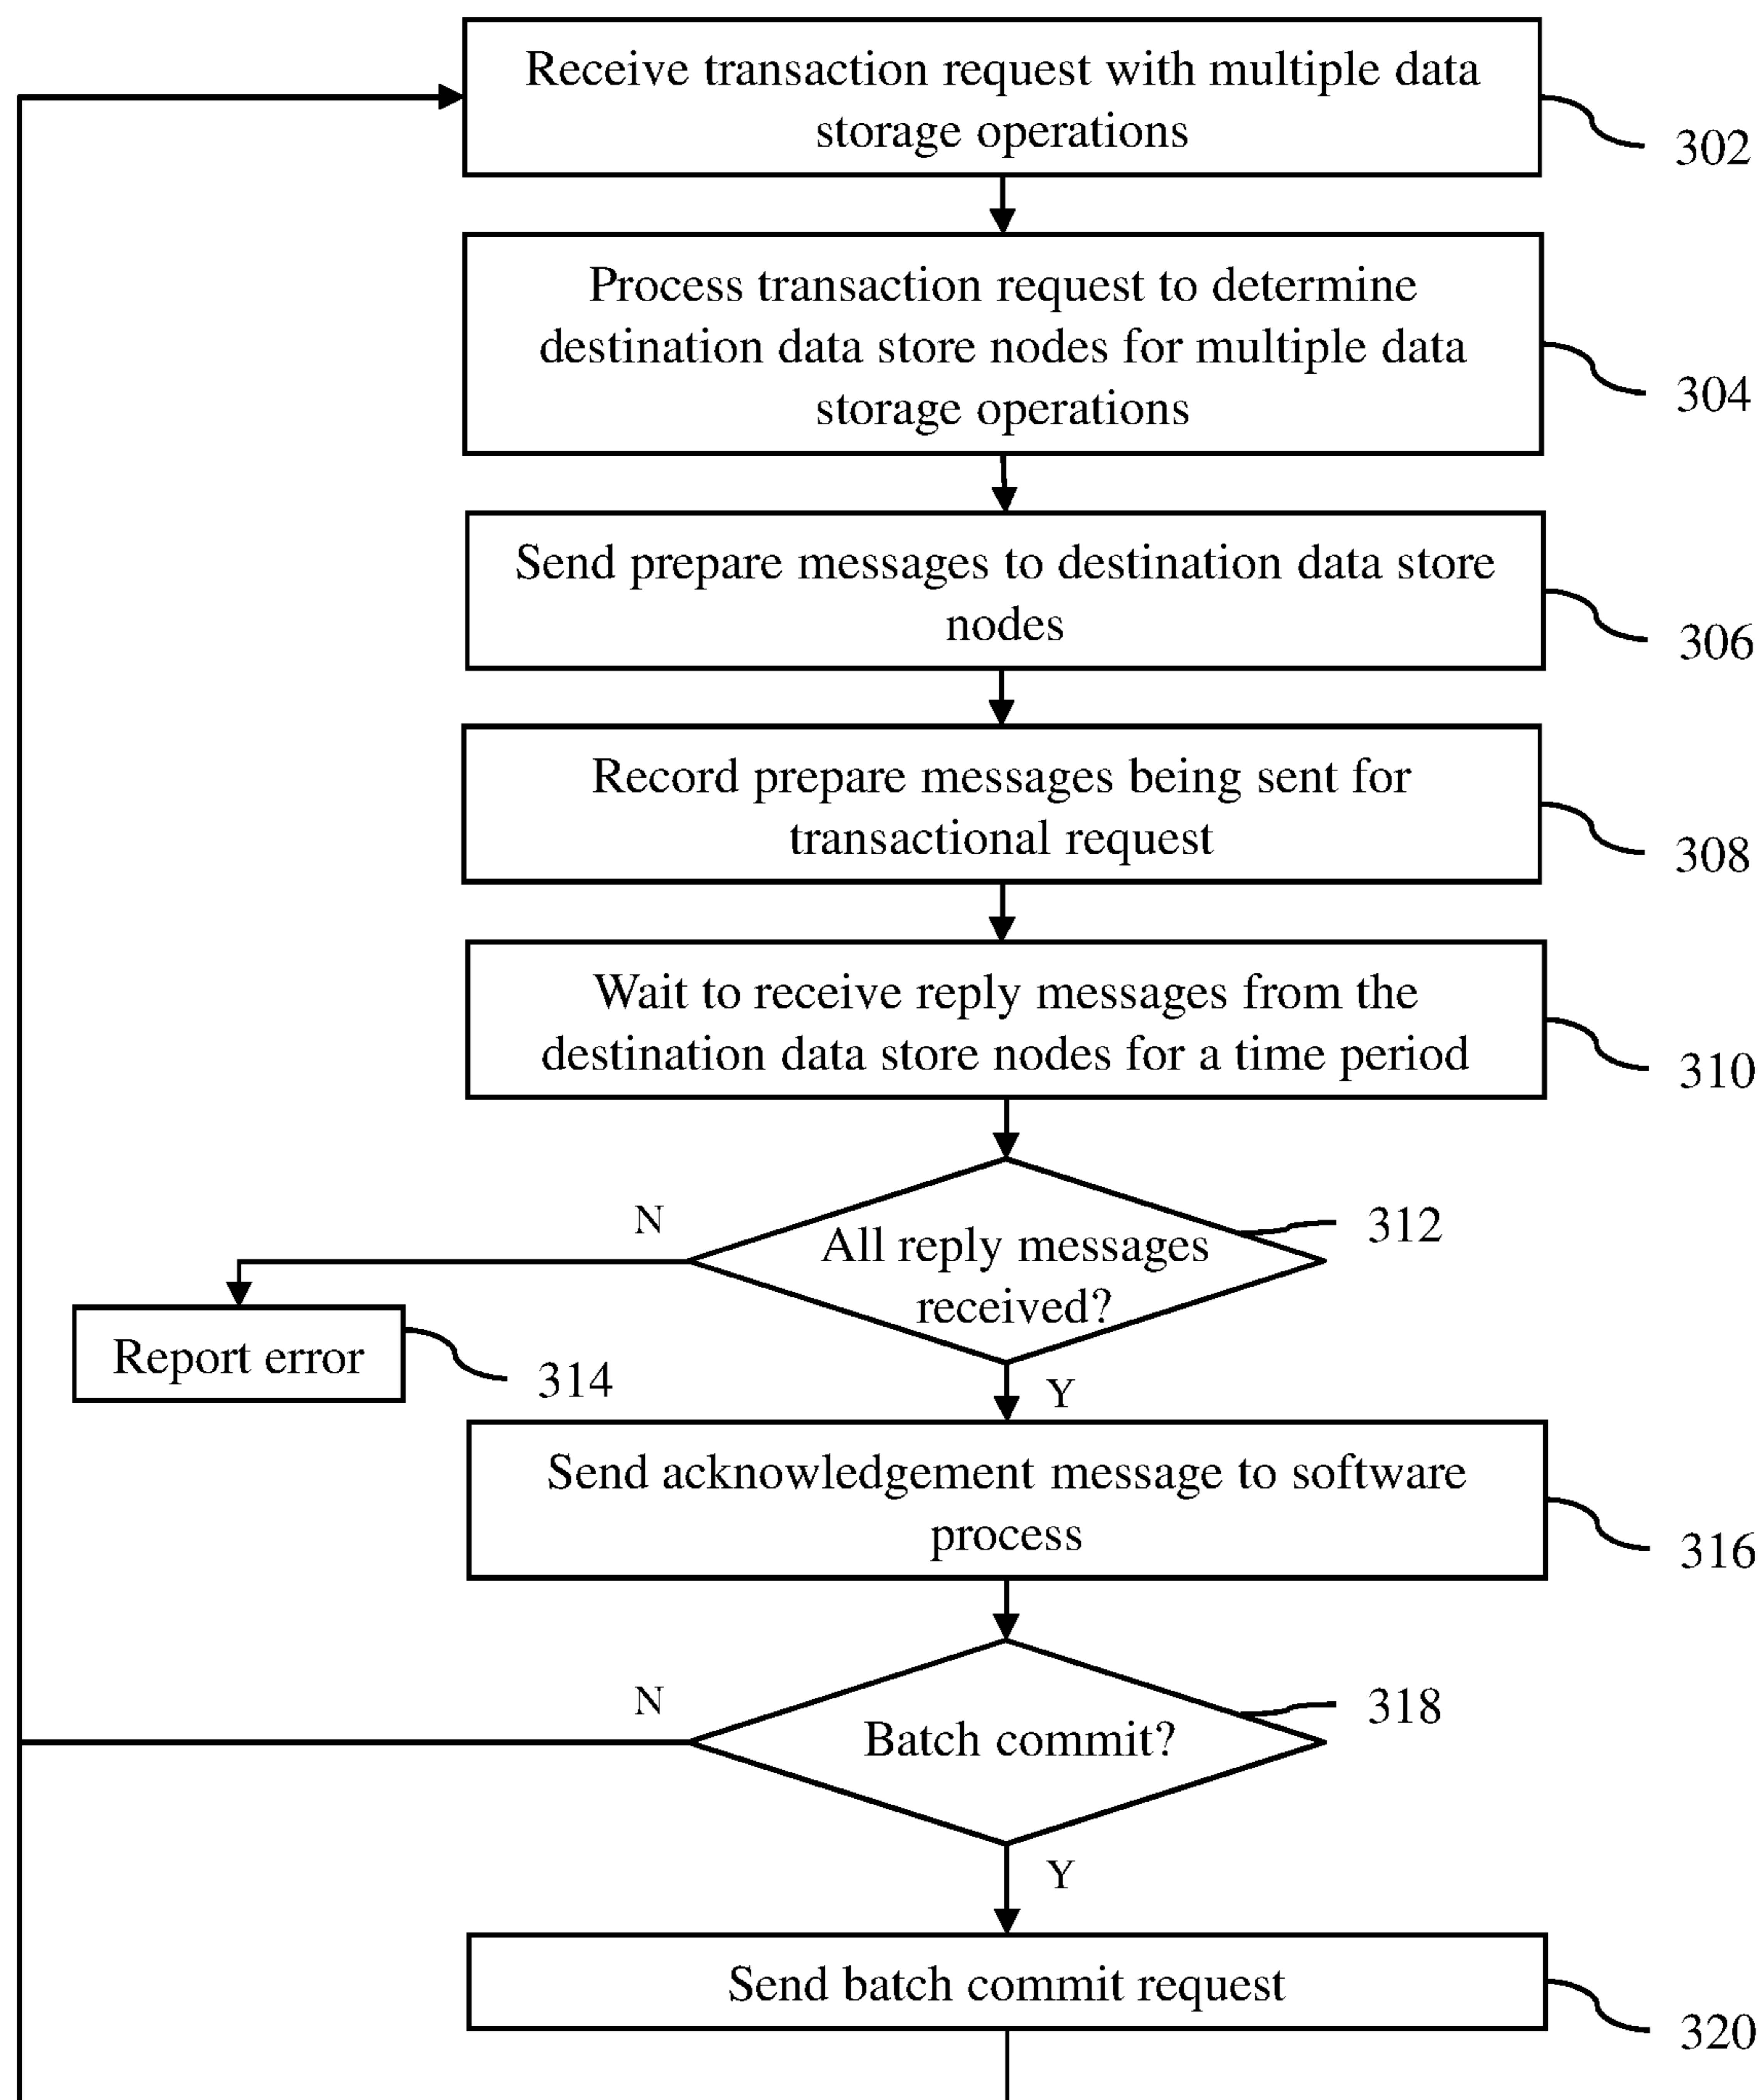 Receive transaction request with multiple data
storage operations
302
Process transaction request to determine
destination data store nodes for multiple data
storage operations
304
Send prepare messages to destination data store
nodes
306
Record prepare messages being sent for
transactional request
308
Wait to receive reply messages from the
destination data store nodes for a time period
310
N
All reply messages
received?
312
Report error
314
Y
Send acknowledgement message to software
process
316
N
Batch commit?
318
Y
Send batch commit request
320